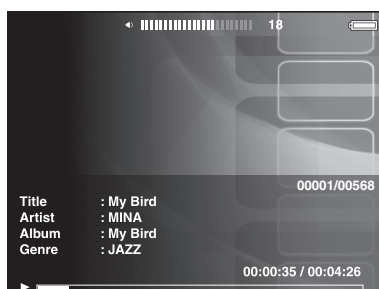 18
00001/00568
Title : My Bird
Artist : MINA
Album : My Bird
Genre : JAZZ
00:00:35 / 00:04:26